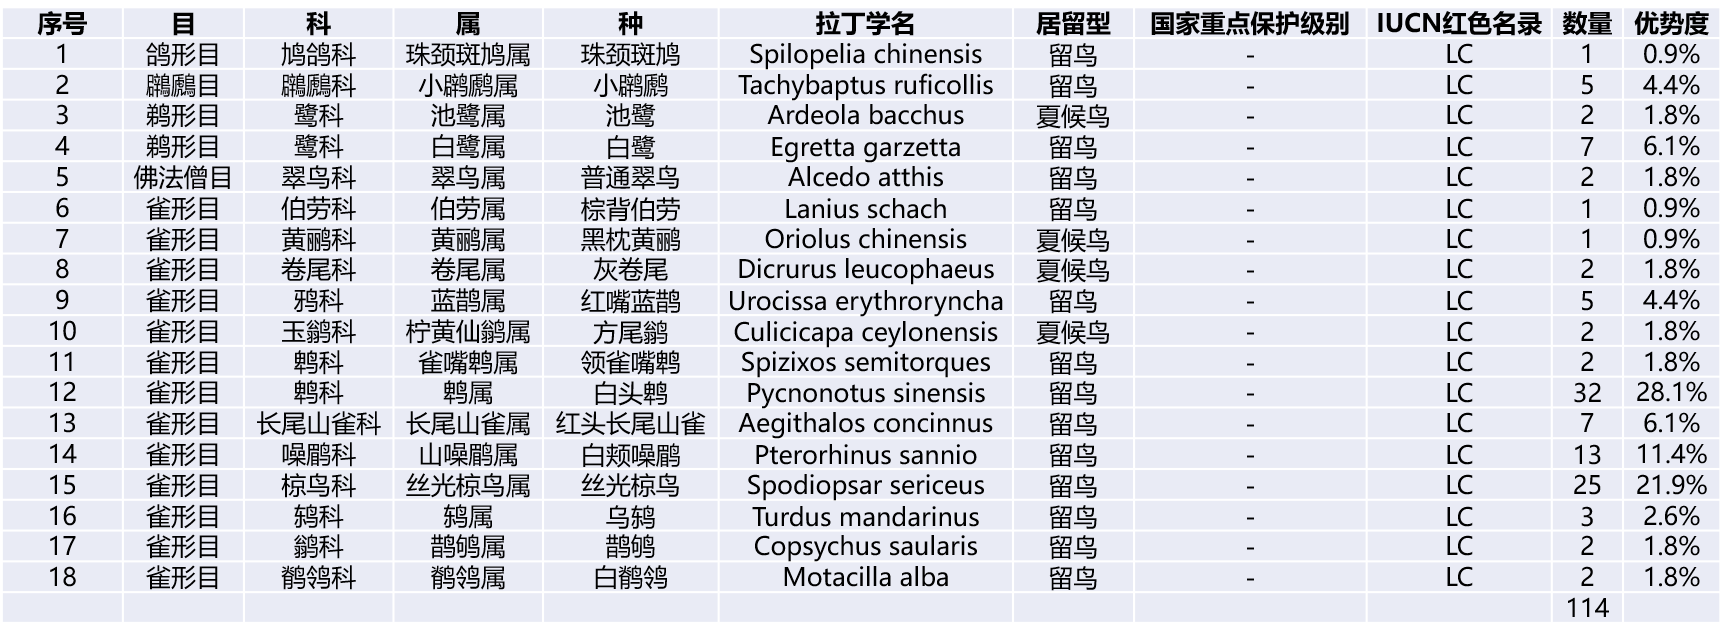 序号 目 科 属 种 拉丁学名 居留型 国家重点保护级别 IUCN红色名录 数量 优势度
1 鸽形目 鸠鸽科 珠颈斑鸠属 珠颈斑鸠 Spilopelia chinensis 留鸟 - LC 1 0.9%
2 鸊鷉目 鸊鷉科 小䴙䴘属 小䴙䴘 Tachybaptus ruficollis 留鸟 - LC 5 4.4%
3 鹈形目 鹭科 池鹭属 池鹭 Ardeola bacchus 夏候鸟 - LC 2 1.8%
4 鹈形目 鹭科 白鹭属 白鹭 Egretta garzetta 留鸟 - LC 7 6.1%
5 佛法僧目 翠鸟科 翠鸟属 普通翠鸟 Alcedo atthis 留鸟 - LC 2 1.8%
6 雀形目 伯劳科 伯劳属 棕背伯劳 Lanius schach 留鸟 - LC 1 0.9%
7 雀形目 黄鹂科 黄鹂属 黑枕黄鹂 Oriolus chinensis 夏候鸟 - LC 1 0.9%
8 雀形目 卷尾科 卷尾属 灰卷尾 Dicrurus leucophaeus 夏候鸟 - LC 2 1.8%
9 雀形目 鸦科 蓝鹊属 红嘴蓝鹊 Urocissa erythroryncha 留鸟 - LC 5 4.4%
10 雀形目 玉鹟科 柠黄仙鹟属 方尾鹟 Culicicapa ceylonensis 夏候鸟 - LC 2 1.8%
11 雀形目 鹎科 雀嘴鹎属 领雀嘴鹎 Spizixos semitorques 留鸟 - LC 2 1.8%
12 雀形目 鹎科 鹎属 白头鹎 Pycnonotus sinensis 留鸟 - LC 32 28.1%
13 雀形目 长尾山雀科 长尾山雀属 红头长尾山雀 Aegithalos concinnus 留鸟 - LC 7 6.1%
14 雀形目 噪鹛科 山噪鹛属 白颊噪鹛 Pterorhinus sannio 留鸟 - LC 13 11.4%
15 雀形目 椋鸟科 丝光椋鸟属 丝光椋鸟 Spodiopsar sericeus 留鸟 - LC 25 21.9%
16 雀形目 鸫科 鸫属 乌鸫 Turdus mandarinus 留鸟 - LC 3 2.6%
17 雀形目 鹟科 鹊鸲属 鹊鸲 Copsychus saularis 留鸟 - LC 2 1.8%
18 雀形目 鹡鸰科 鹡鸰属 白鹡鸰 Motacilla alba 留鸟 - LC 2 1.8%
114